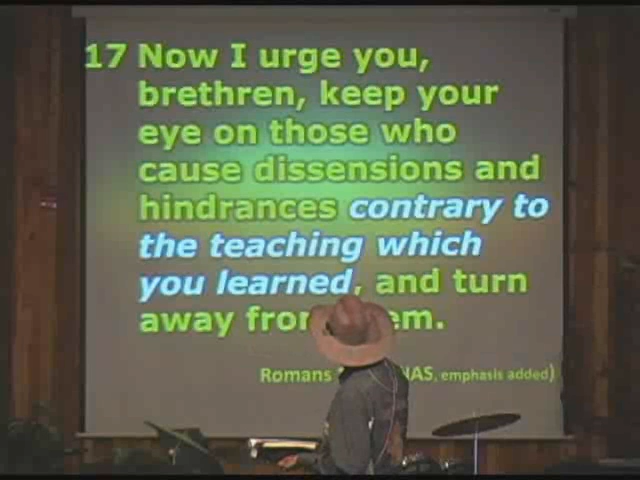 17 Now I urge you,
brethren, keep your
eye on those who
cause dissensions and
hindrances contrary to
the teaching which
you learned, and turn
away from em.
Romans NAS, emphasis added)